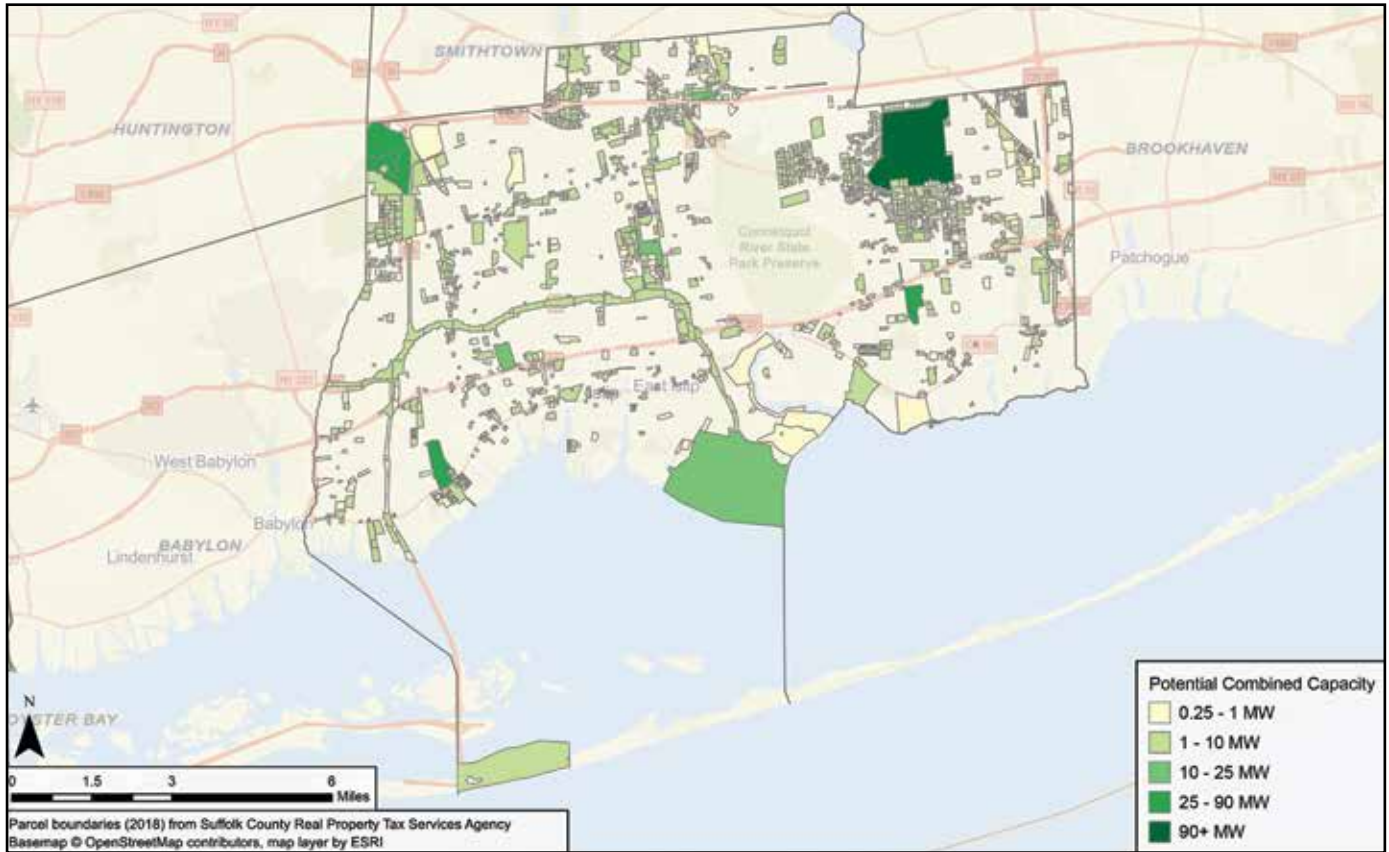 SMITHTOWN
HUNTINGTON
BROOKHAVEN
Connetquot
River State
Park Preserve
Patchogue
East Islip
West Babylon
Babylon
BABYLON
Lindenhurst
N
OYSTER BAY
0 1.5 3 6
Miles
Parcel boundaries (2018) from Suffolk County Real Property Tax Services Agency
Basemap © OpenStreetMap contributors, map layer by ESRI
Potential Combined Capacity
0.25 - 1 MW
1 - 10 MW
10 - 25 MW
25 - 90 MW
90+ MW